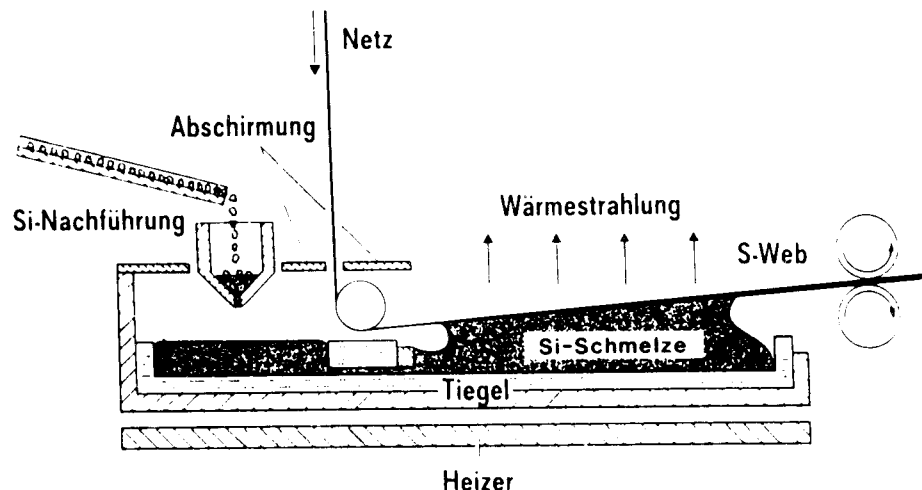 Netz
Abschirmung
Si-Nachführung
Wärmestrahlung
S-Web
Si-Schmelze
Tiegel
Heizer